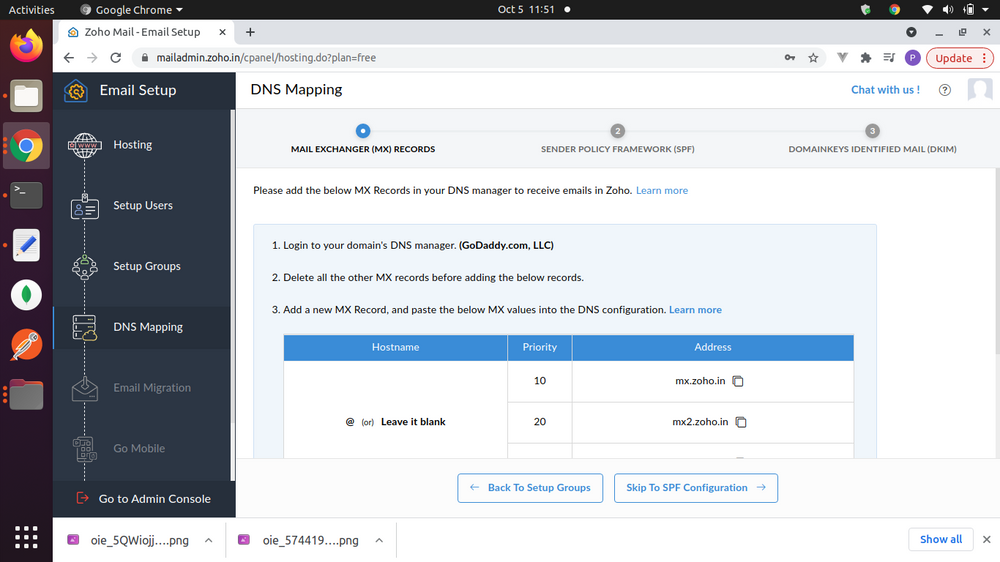 Activities
Google Chrome
Oct 5 11:51
Zoho Mail - Email Setup
mailadmin.zoho.in/cpanel/hosting.do?plan=free
P
Update
Email Setup
DNS Mapping
Chat with us !
?
WWW
Hosting
Setup Users
Setup Groups
DNS Mapping
Email Migration
Go Mobile
Go to Admin Console
2
3
MAIL EXCHANGER (MX) RECORDS
SENDER POLICY FRAMEWORK (SPF)
DOMAINKEYS IDENTIFIED MAIL (DKIM)
Please add the below MX Records in your DNS manager to receive emails in Zoho. Learn more
1. Login to your domain's DNS manager. (GoDaddy.com, LLC)
2. Delete all the other MX records before adding the below records.
3. Add a new MX Record, and paste the below MX values into the DNS configuration. Learn more
Hostname Priority Address
10 mx.zoho.in
@ (or) Leave it blank 20 mx2.zoho.in
← Back To Setup Groups
Skip To SPF Configuration →
oie_5QWiojj....png
oie_574419....png
Show all